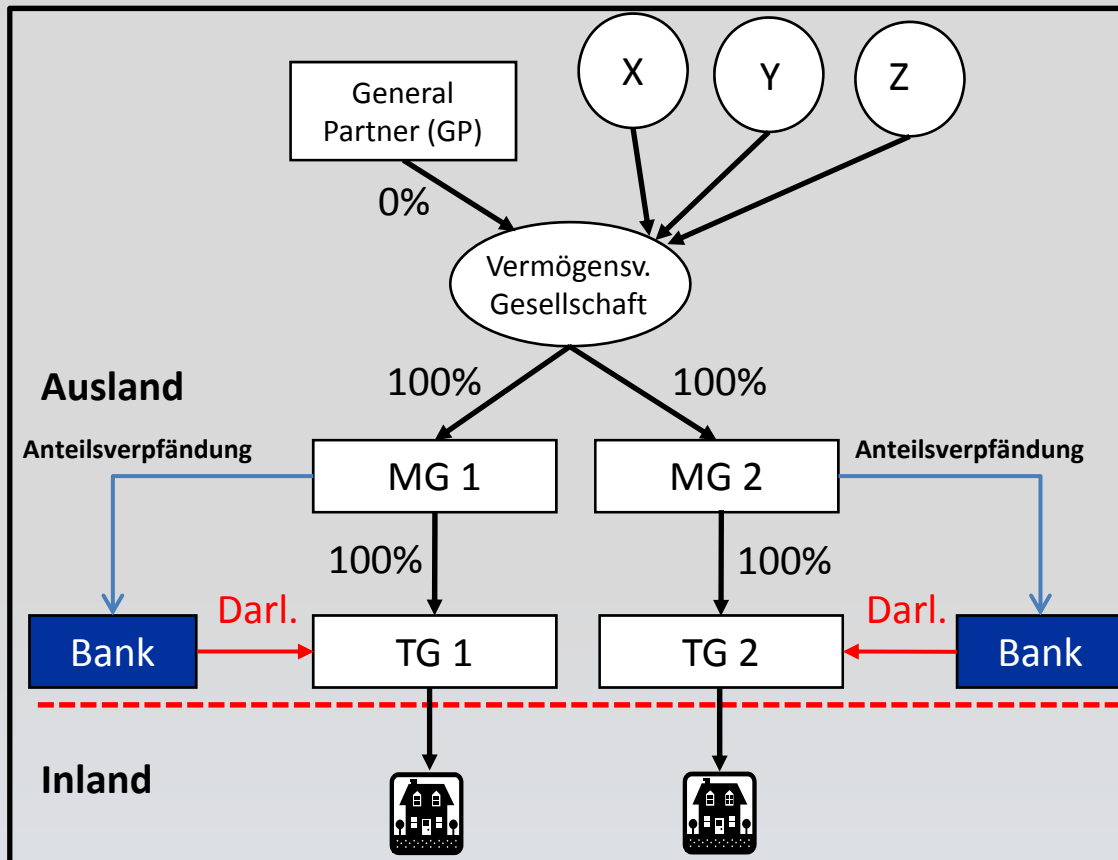 General
Partner (GP)
X
Y
Z
0%
Vermögensv.
Gesellschaft
Ausland
100%
100%
Anteilsverpfändung
Anteilsverpfändung
MG 1
MG 2
100%
100%
Darl.
Darl.
Bank
TG 1
TG 2
Bank
Inland